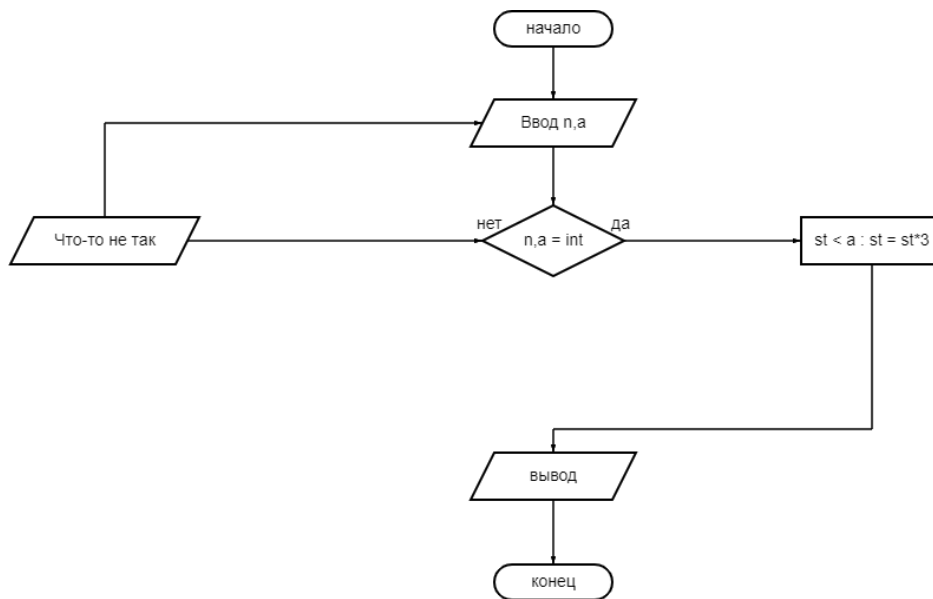 начало
Ввод n,a
нет
да
Что-то не так
n,a = int
st < a : st = st*3
вывод
конец